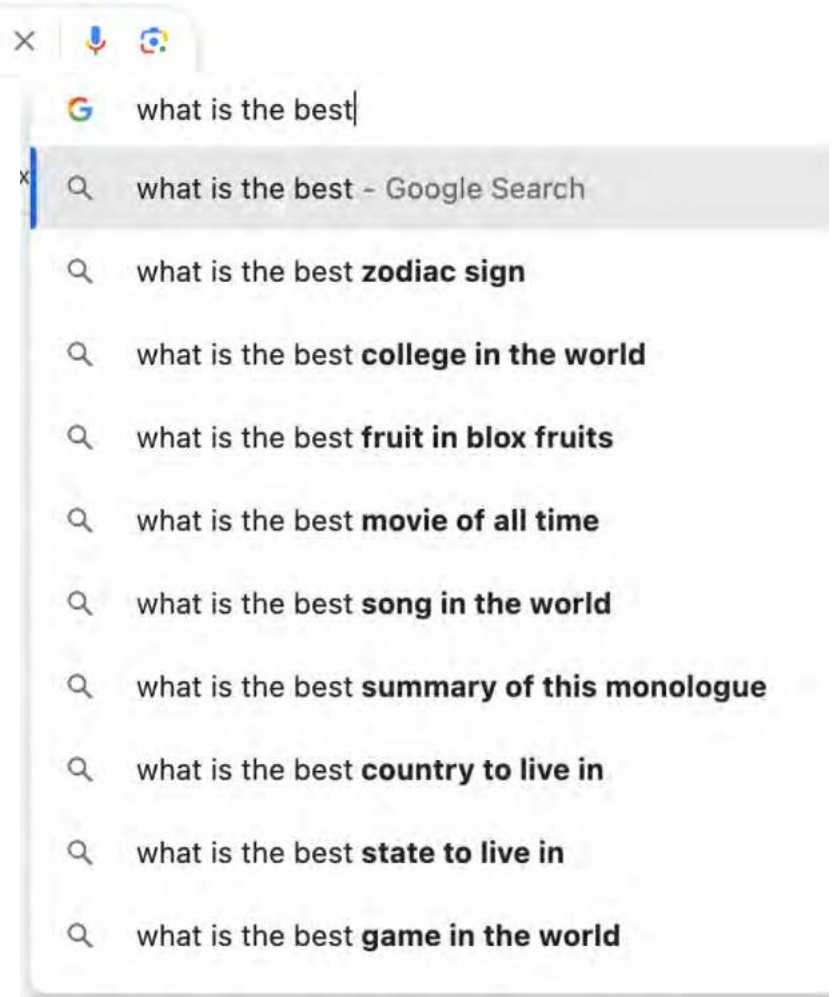 what is the best
what is the best - Google Search
what is the best zodiac sign
what is the best college in the world
what is the best fruit in blox fruits
what is the best movie of all time
what is the best song in the world
what is the best summary of this monologue
what is the best country to live in
what is the best state to live in
what is the best game in the world